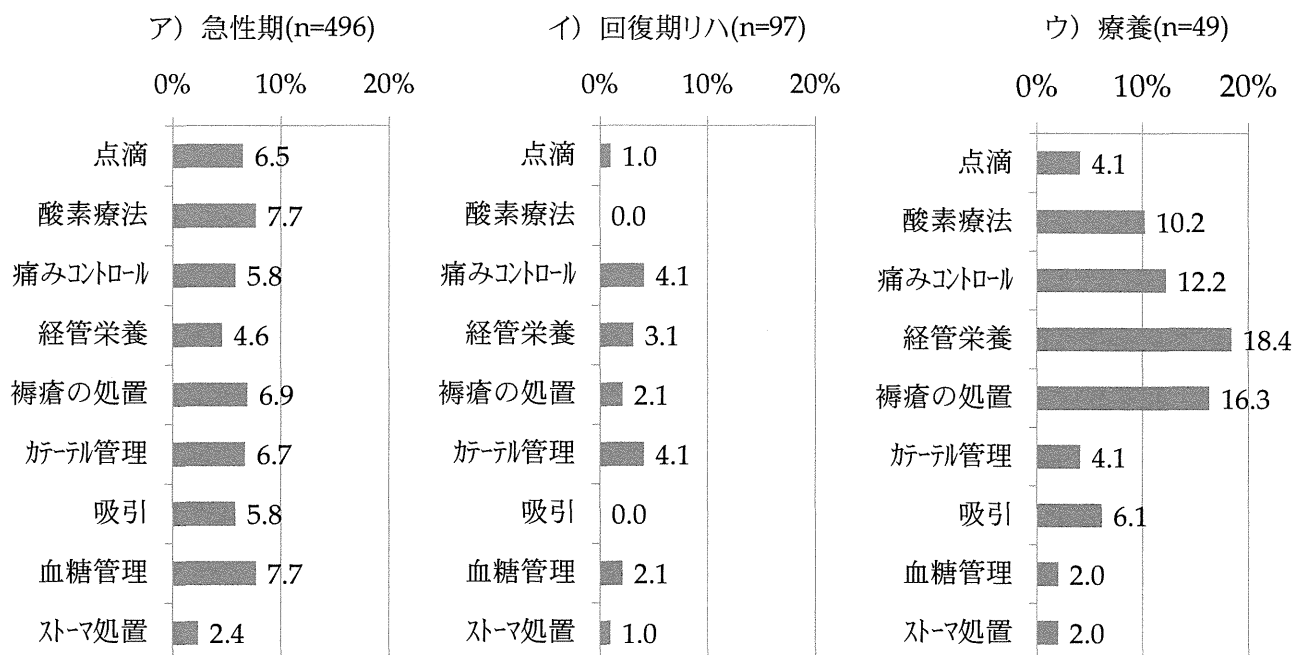 ア）急性期(n=496)
0% 10% 20%
点滴 6.5
酸素療法 7.7
痛みｺﾝﾄﾛｰﾙ 5.8
経管栄養 4.6
褥瘡の処置 6.9
ｶﾃｰﾃﾙ管理 6.7
吸引 5.8
血糖管理 7.7
ｽﾄｰﾏ処置 2.4
イ）回復期リハ(n=97)
0% 10% 20%
点滴 1.0
酸素療法 0.0
痛みｺﾝﾄﾛｰﾙ 4.1
経管栄養 3.1
褥瘡の処置 2.1
ｶﾃｰﾃﾙ管理 4.1
吸引 0.0
血糖管理 2.1
ｽﾄｰﾏ処置 1.0
ウ）療養(n=49)
0% 10% 20%
点滴 4.1
酸素療法 10.2
痛みｺﾝﾄﾛｰﾙ 12.2
経管栄養 18.4
褥瘡の処置 16.3
ｶﾃｰﾃﾙ管理 4.1
吸引 6.1
血糖管理 2.0
ｽﾄｰﾏ処置 2.0